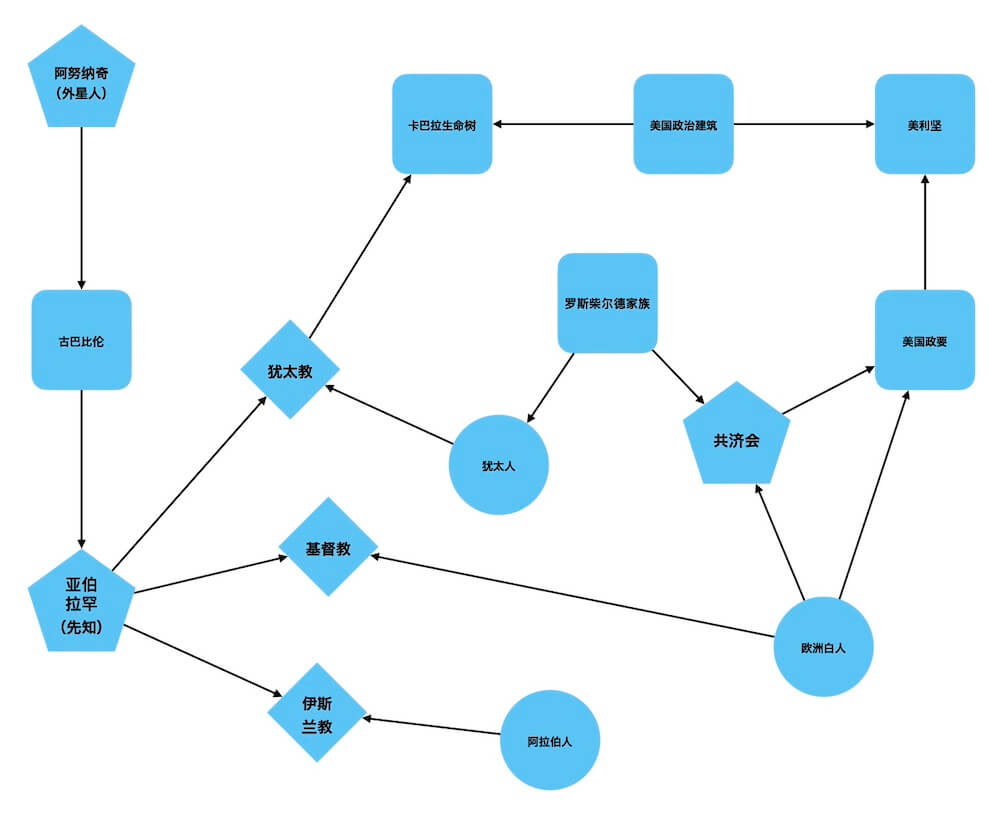 阿努纳奇
（外星人）
卡巴拉生命树
美国政治建筑
美利坚
罗斯柴尔德家族
古巴比伦
美国政要
犹太教
共济会
犹太人
基督教
亚伯
拉罕
（先知）
欧洲白人
伊斯
兰教
阿拉伯人